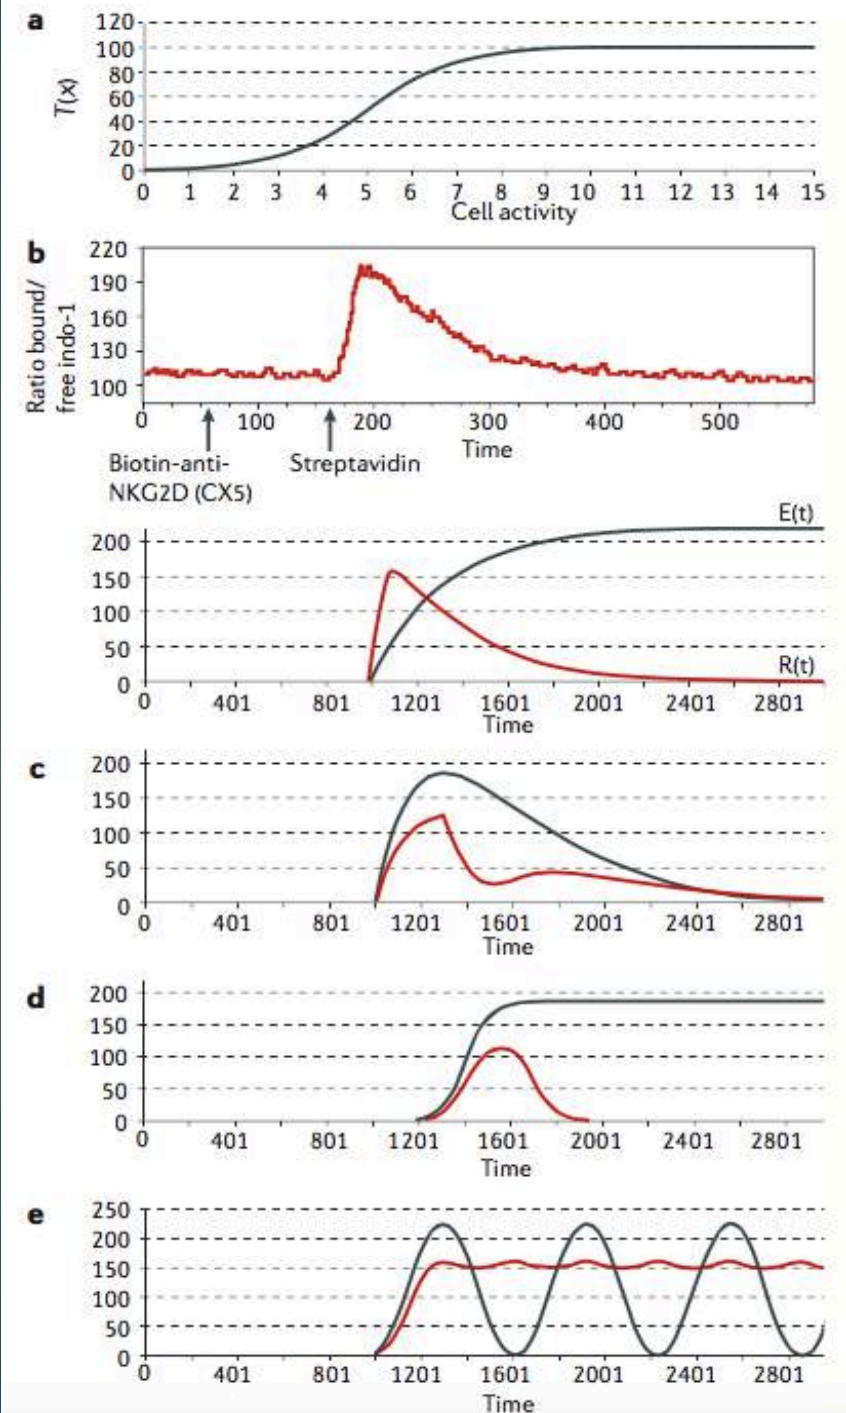 a
120
100
80
60
40
20
0
T(x)
0 1 2 3 4 5 6 7 8 9 10 11 12 13 14 15
Cell activity
b
220
190
160
130
100
Ratio bound/
free indo-1
0 100 200 300 400 500
Time
Biotin-anti-
NKG2D (CX5)
Streptavidin
E(t)
200
150
100
50
0
R(t)
0 401 801 1201 1601 2001 2401 2801
Time
c
200
150
100
50
0
0 401 801 1201 1601 2001 2401 2801
Time
d
200
150
100
50
0
0 401 801 1201 1601 2001 2401 2801
Time
e
250
200
150
100
50
0
0 401 801 1201 1601 2001 2401 2801
Time